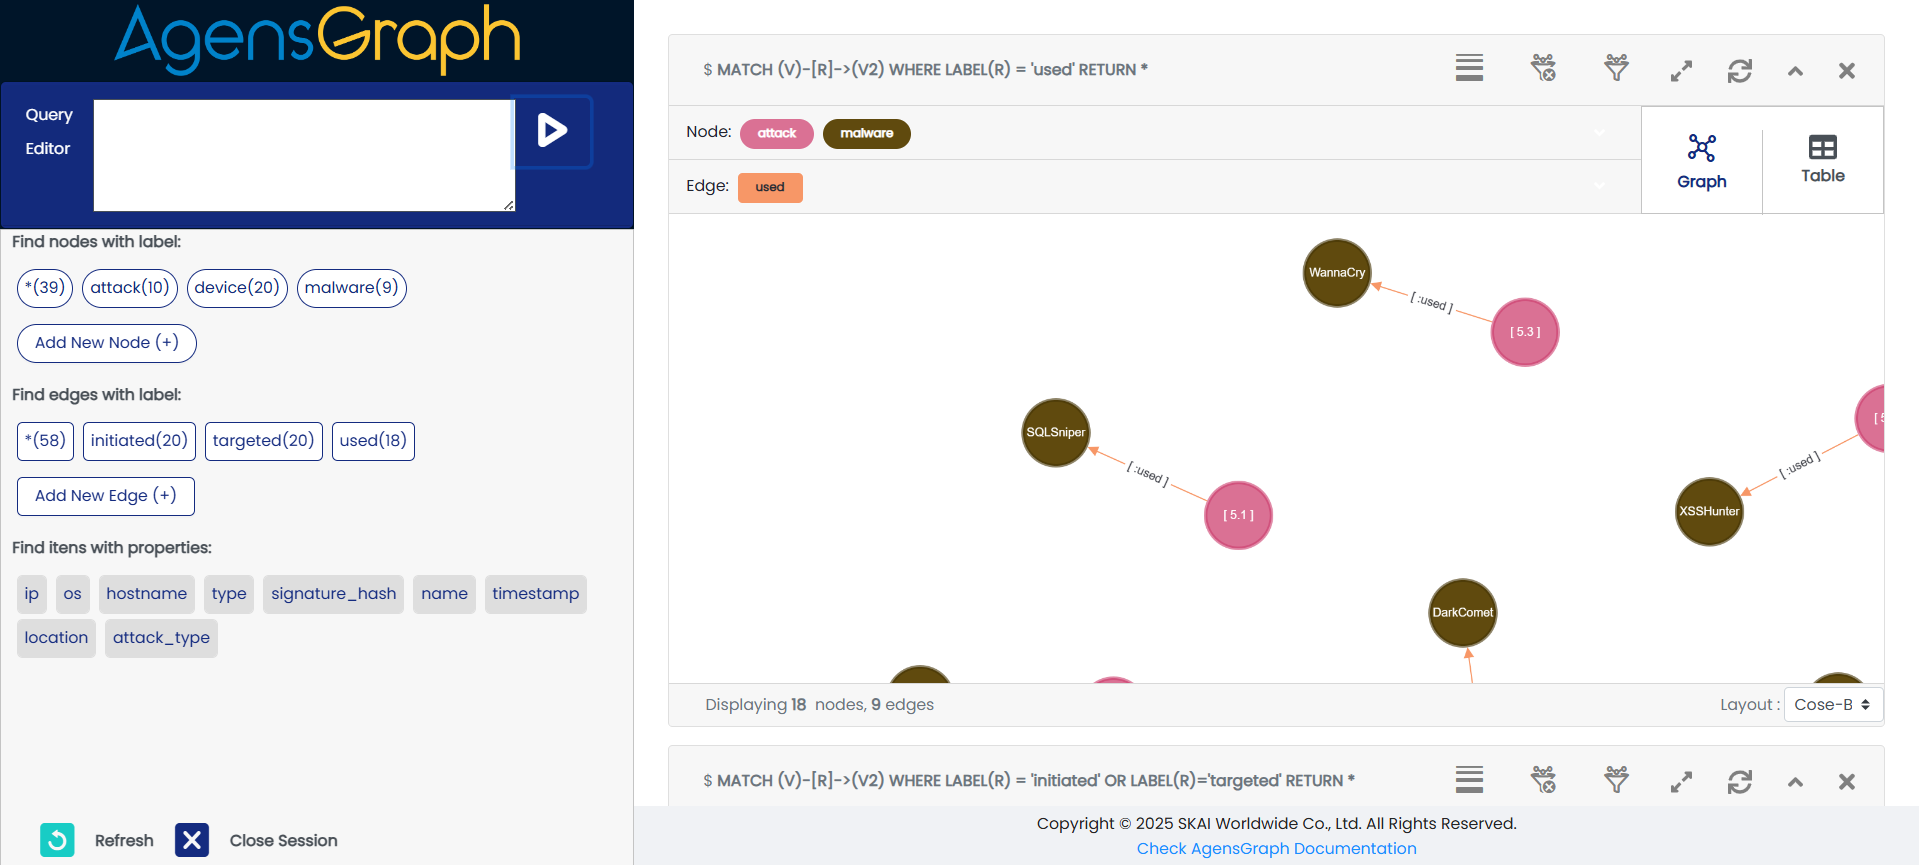 AgensGraph
Query
Editor
Find nodes with label:
*(39) attack(10) device(20) malware(9)
Add New Node (+)
Find edges with label:
*(58) initiated(20) targeted(20) used(18)
Add New Edge (+)
Find itens with properties:
ip os hostname type signature_hash name timestamp
location attack_type
Refresh Close Session
$ MATCH (V)-[R]->(V2) WHERE LABEL(R) = 'used' RETURN *
Node: attack malware
Edge: used
Graph Table
WannaCry
[ :used ]
[ 5.3 ]
SQLSniper
[ :used ]
[ 5.1 ]
[ :used ]
XSSHunter
DarkComet
Displaying 18 nodes, 9 edges
Layout : Cose-B
$ MATCH (V)-[R]->(V2) WHERE LABEL(R) = 'initiated' OR LABEL(R)='targeted' RETURN *
Copyright © 2025 SKAI Worldwide Co., Ltd. All Rights Reserved.
Check AgensGraph Documentation